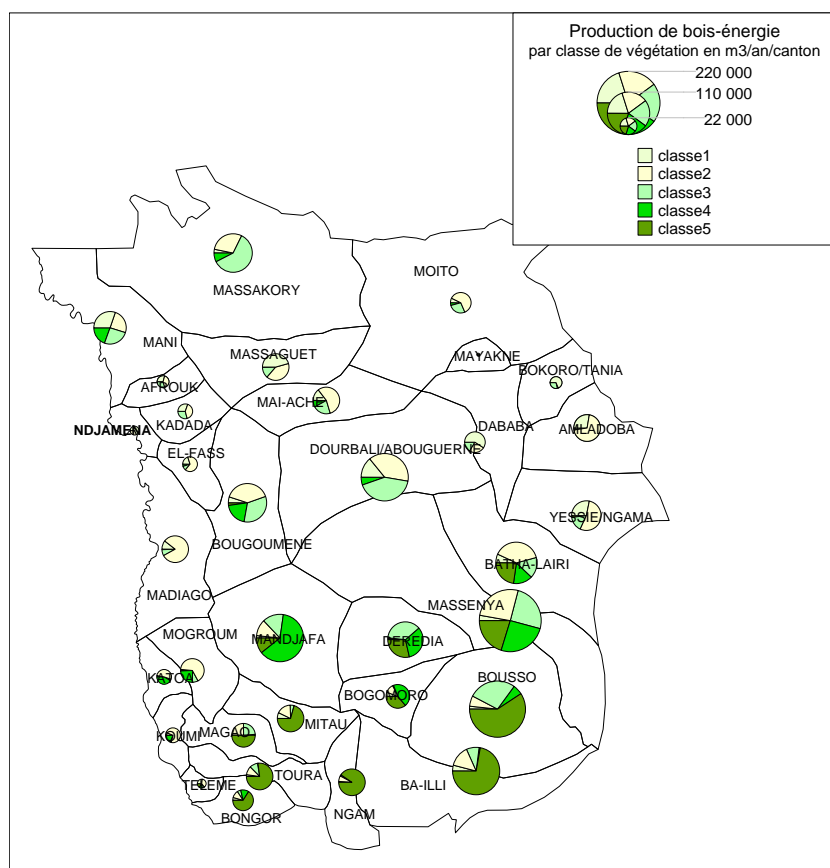 Production de bois-énergie
par classe de végétation en m3/an/canton
220 000
110 000
22 000
classe1
classe2
classe3
classe4
classe5
MASSAKORY
MOITO
MANI
MASSAGUET
MAYAKNE
BOKORO/TANIA
AFROUK
MAI-ACHE
KADADA
NDJAMENA
DABABA
AMLADOBA
DOURBALI/ABOUGUERNE
EL-FASS
YESSIE/NGAMA
BOUGOUMENE
BATHA-LAIRI
MADIAGO
MASSENYA
MOGROUM
MANDJAFA
DEREDIA
KATOA
BOUSSO
BOGOMORO
MITAU
MAGAO
KOUMI
TOURA
BA-ILLI
TELEME
NGAM
BONGOR